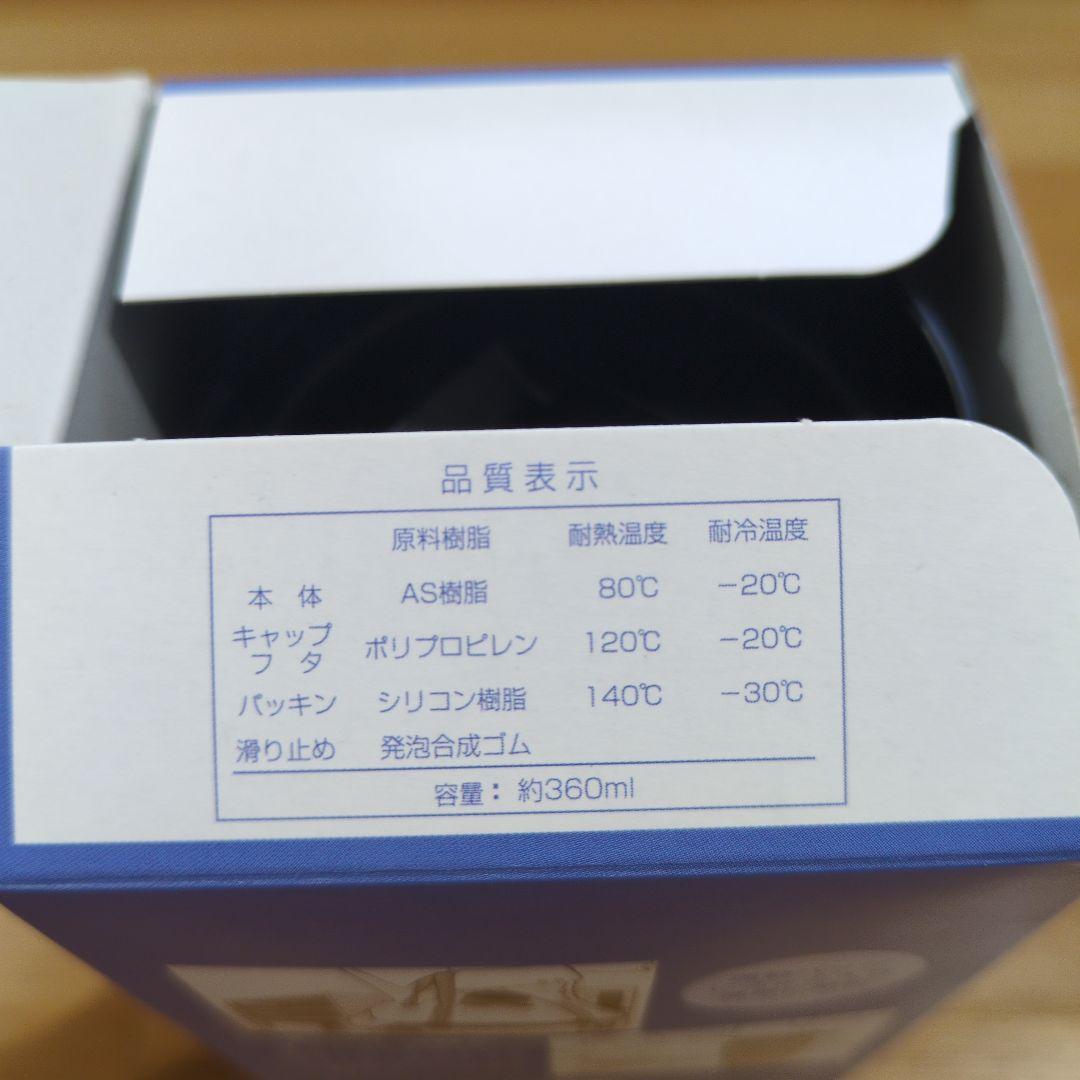 品質表示
原料樹脂 耐熱温度 耐冷温度
本体 AS樹脂 80℃ −20℃
キャップ
フタ ポリプロピレン 120℃ −20℃
パッキン シリコン樹脂 140℃ −30℃
滑り止め 発泡合成ゴム
容量：約360ml